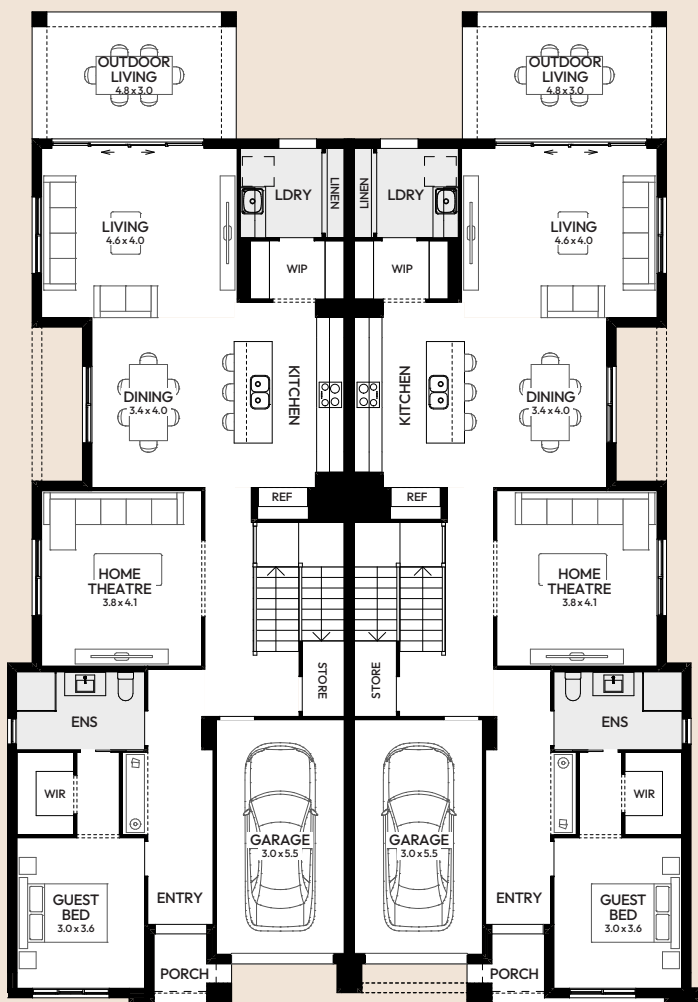 OUTDOOR
LIVING
4.8 x 3.0
OUTDOOR
LIVING
4.8 x 3.0
LDRY
LINEN
LINEN
LDRY
LIVING
4.6 x 4.0
LIVING
4.6 x 4.0
WIP
WIP
KITCHEN
KITCHEN
DINING
3.4 x 4.0
DINING
3.4 x 4.0
REF
REF
HOME
THEATRE
3.8 x 4.1
HOME
THEATRE
3.8 x 4.1
STORE
STORE
ENS
ENS
WIR
WIR
GARAGE
3.0 x 5.5
GARAGE
3.0 x 5.5
GUEST
BED
3.0 x 3.6
ENTRY
ENTRY
GUEST
BED
3.0 x 3.6
PORCH
PORCH